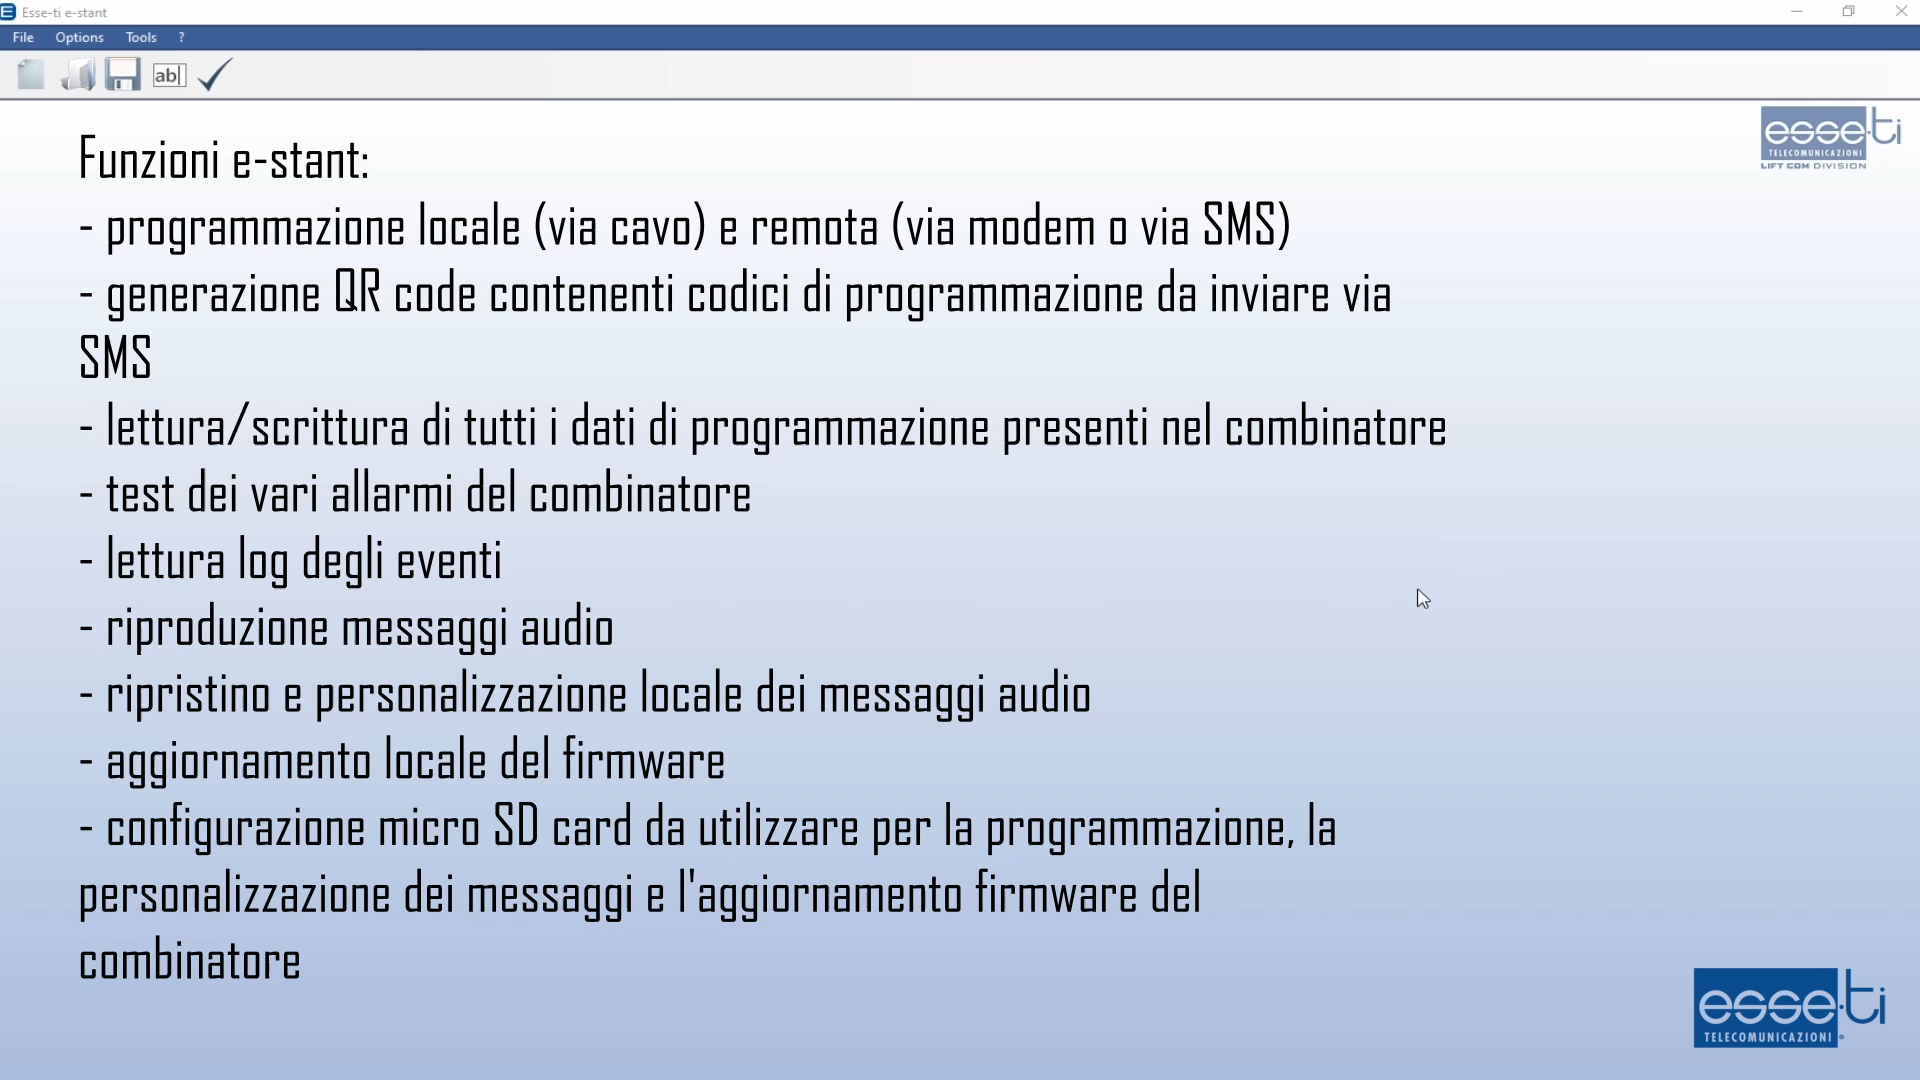 Esse-ti e-stant
File Options Tools ?
ab|
esse-ti
TELECOMUNICAZIONI
LIFT COM DIVISION
Funzioni e-stant:
- programmazione locale (via cavo) e remota (via modem o via SMS)
- generazione QR code contenenti codici di programmazione da inviare via
SMS
- lettura/scrittura di tutti i dati di programmazione presenti nel combinatore
- test dei vari allarmi del combinatore
- lettura log degli eventi
- riproduzione messaggi audio
- ripristino e personalizzazione locale dei messaggi audio
- aggiornamento locale del firmware
- configurazione micro SD card da utilizzare per la programmazione, la
personalizzazione dei messaggi e l'aggiornamento firmware del
combinatore
esse-ti
TELECOMUNICAZIONI